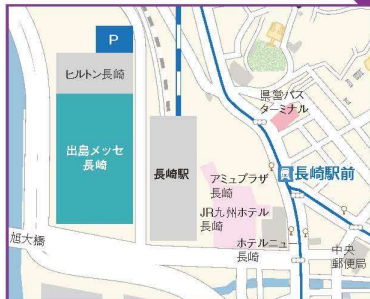 P
ヒルトン長崎
出島メッセ
長崎
長崎駅
県営バス
ターミナル
長崎駅前
アミュプラザ
長崎
JR九州ホテル
長崎
ホテルニュー
長崎
中央
郵便局
旭大橋